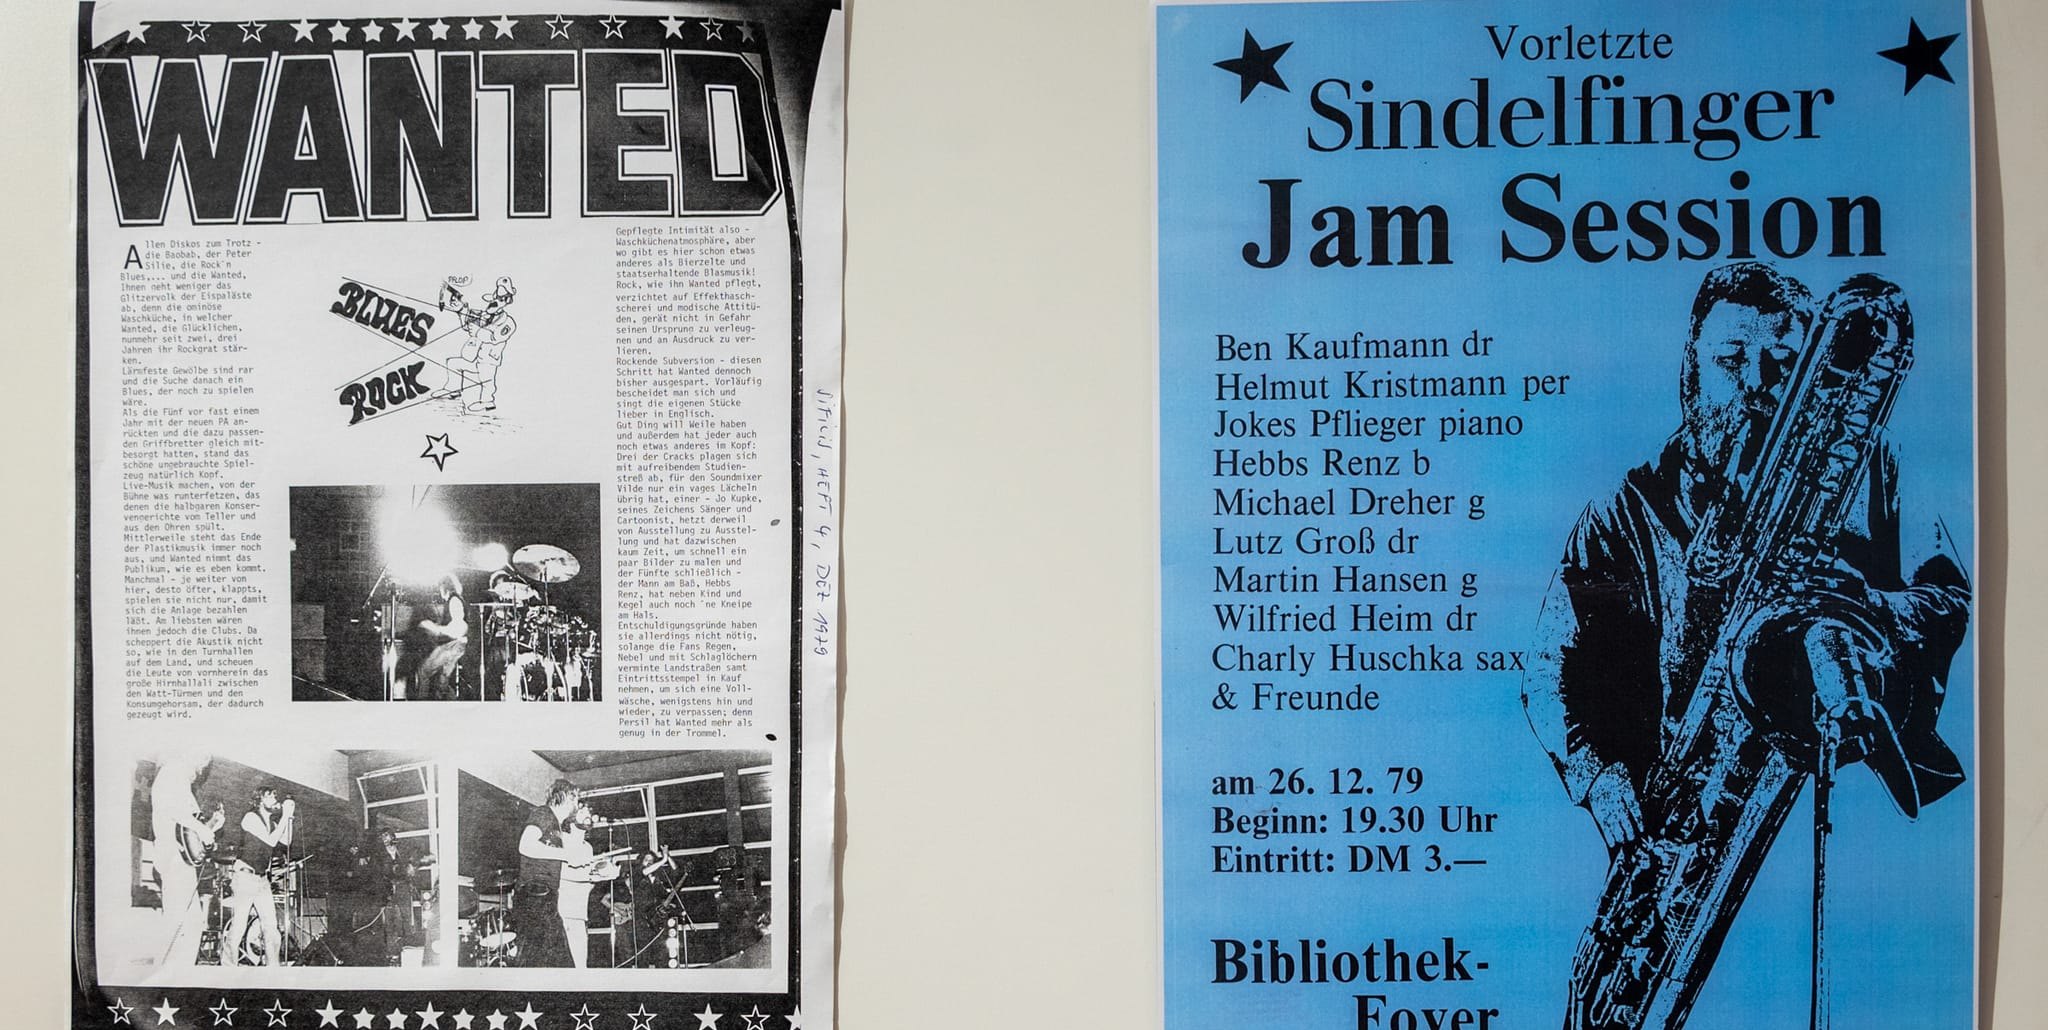 WANTED
Allen Diskos zum Trotz -
die Baobab, der Peter
Silie, die Rock'n
Blues,... und die Wanted,
Ihnen neht weniger das
Glitzervolk der Eispaläste
ab, denn die ominöse
Waschküche, in welcher
Wanted, die Glücklichen,
nunmehr seit zwei, drei
Jahren ihr Rockgrat stär-
ken.
Lärmfeste Gewölbe sind rar
und die Suche danach ein
Blues, der noch zu spielen
wäre.
Als die Fünf vor fast einem
Jahr mit der neuen PA an-
rückten und die dazu passen-
den Griffbretter gleich mit-
besorgt hatten, stand das
schöne ungebrauchte Spiel-
zeug natürlich Kopf.
Live-Musik machen, von der
Bühne was runterfetzen, das
denen die halbgaren Konser-
vengerichte vom Teller und
aus den Ohren spült.
Mittlerweile steht das Ende
der Plastikmusik immer noch
aus, und Wanted nimmt das
Publikum, wie es eben kommt.
Manchmal - je weiter von
hier, desto öfter, klappts,
spielen sie nicht nur, damit
sich die Anlage bezahlen
läßt. Am liebsten wären
ihnen jedoch die Clubs. Da
scheppert die Akustik nicht
so, wie in den Turnhallen
auf dem Land, und scheuen
die Leute von vornherein das
große Hirnhallali zwischen
den Watt-Türmen und den
Konsumgehorsam, der dadurch
gezeugt wird.
PLOP
BLUES
ROCK
Gepflegte Intimität also -
Waschküchenatmosphäre, aber
wo gibt es hier schon etwas
anderes als Bierzelte und
staatserhaltende Blasmusik!
Rock, wie ihn Wanted pflegt,
verzichtet auf Effekthasch-
scherei und modische Attitü-
den, gerät nicht in Gefahr
seinen Ursprung zu verleug-
nen und an Ausdruck zu ver-
lieren.
Rockende Subversion - diesen
Schritt hat Wanted dennoch
bisher ausgespart. Vorläufig
bescheidet man sich und
singt die eigenen Stücke
lieber in Englisch.
Gut Ding will Weile haben
und außerdem hat jeder auch
noch etwas anderes im Kopf:
Drei der Cracks plagen sich
mit aufreibendem Studien-
streß ab, für den Soundmixer
Vilde nur ein vages Lächeln
übrig hat, einer - Jo Kupke,
seines Zeichens Sänger und
Cartoonist, hetzt derweil
von Ausstellung zu Ausstel-
lung und hat dazwischen
kaum Zeit, um schnell ein
paar Bilder zu malen und
der Fünfte schließlich -
der Mann am Baß, Hebbs
Renz, hat neben Kind und
Kegel auch noch 'ne Kneipe
am Hals.
Entschuldigungsgründe haben
sie allerdings nicht nötig,
solange die Fans Regen,
Nebel und mit Schlaglöchern
verminte Landstraßen samt
Eintrittsstempel in Kauf
nehmen, um sich eine Voll-
wäsche, wenigstens hin und
wieder, zu verpassen; denn
Persil hat Wanted mehr als
genug in der Trommel.
HEFT 4, DEZ 1979
Vorletzte
Sindelfinger
Jam Session
Ben Kaufmann dr
Helmut Kristmann per
Jokes Pflieger piano
Hebbs Renz b
Michael Dreher g
Lutz Groß dr
Martin Hansen g
Wilfried Heim dr
Charly Huschka sax
& Freunde
am 26. 12. 79
Beginn: 19.30 Uhr
Eintritt: DM 3.—
Bibliothek-
Foyer